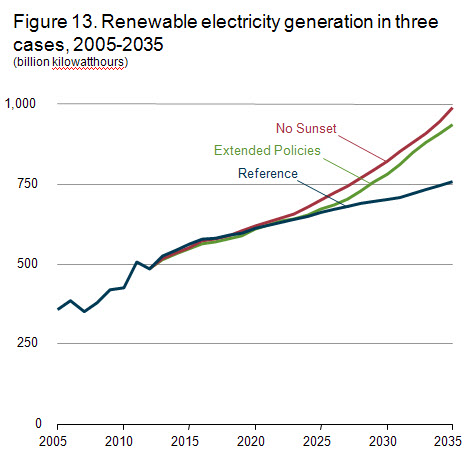 Figure 13. Renewable electricity generation in three
cases, 2005-2035
(billion kilowatthours)
1,000
No Sunset
Extended Policies
Reference
750
500
250
0
2005
2010
2015
2020
2025
2030
2035